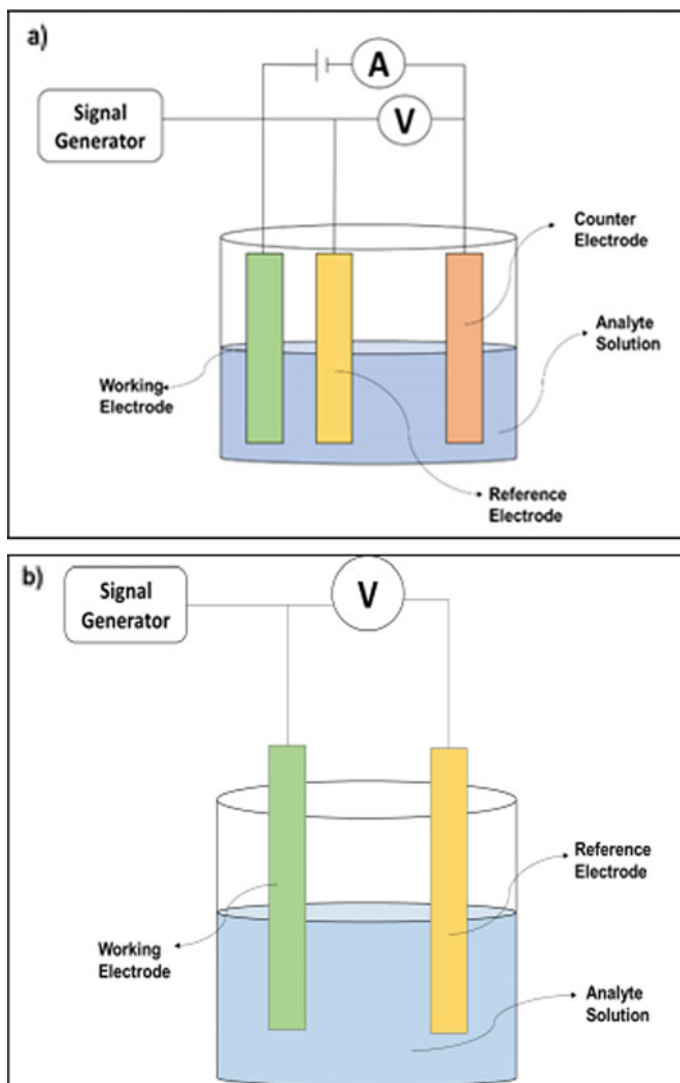 a)
A
Signal
Generator
V
Counter
Electrode
Analyte
Solution
Working
Electrode
Reference
Electrode
b)
Signal
Generator
V
Reference
Electrode
Working
Electrode
Analyte
Solution